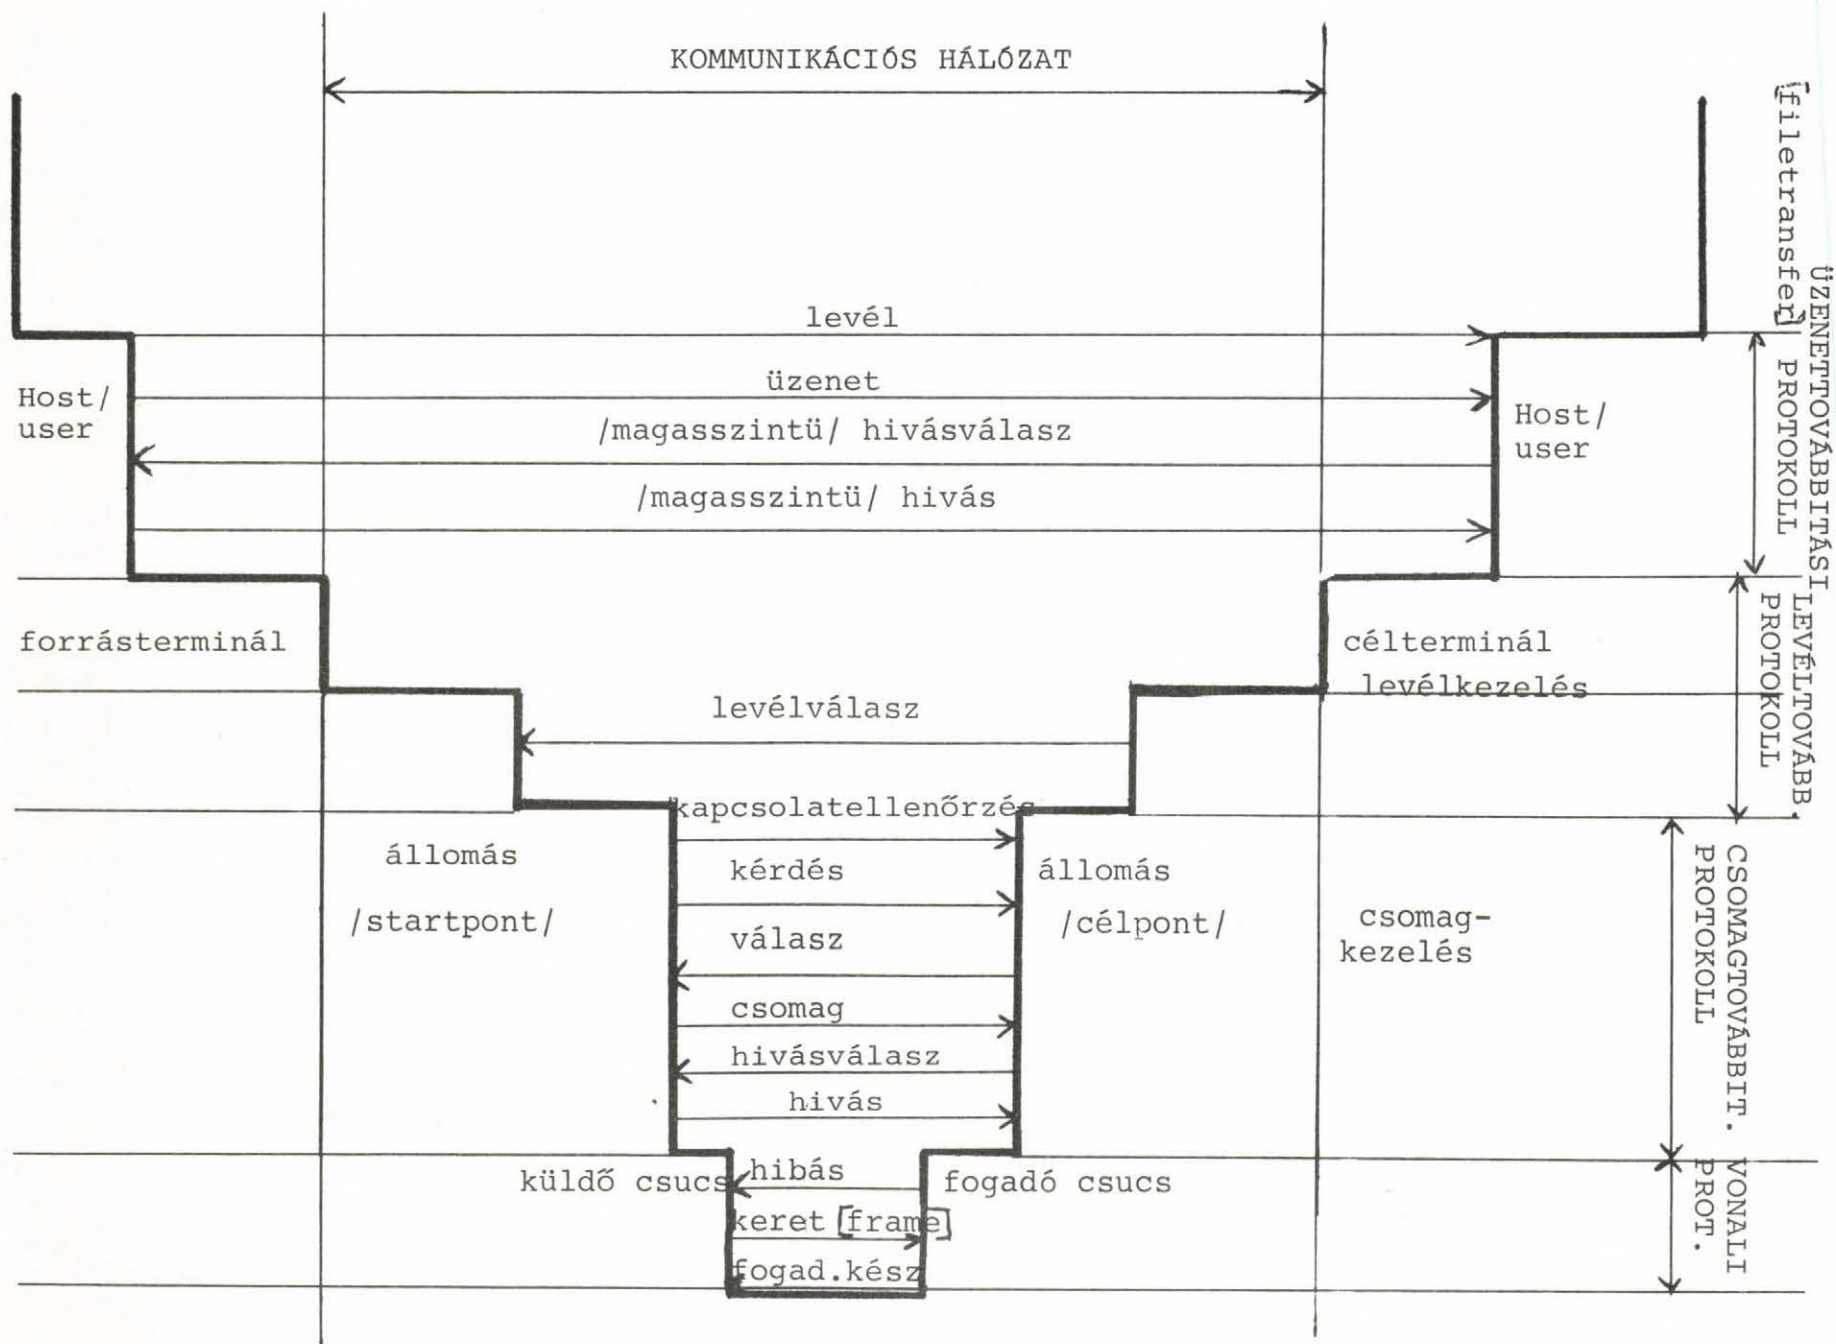 KOMMUNIKÁCIÓS HÁLÓZAT
[filetransfer]
ÜZENETTOVÁBBITÁSI
PROTOKOLL
levél
üzenet
Host/
user
/magasszintü/ hivásválasz
Host/
user
/magasszintü/ hivás
forrásterminál
célterminál
levélkezelés
LEVÉLTOVÁBB.
PROTOKOLL
levélválasz
kapcsolatellenőrzés
állomás
/startpont/
kérdés
állomás
/célpont/
válasz
csomag-
kezelés
CSOMAGTOVÁBBIT.
PROTOKOLL
csomag
hivásválasz
hivás
küldő csucs
hibás
fogadó csucs
VONALI
PROT.
keret [frame]
fogad.kész